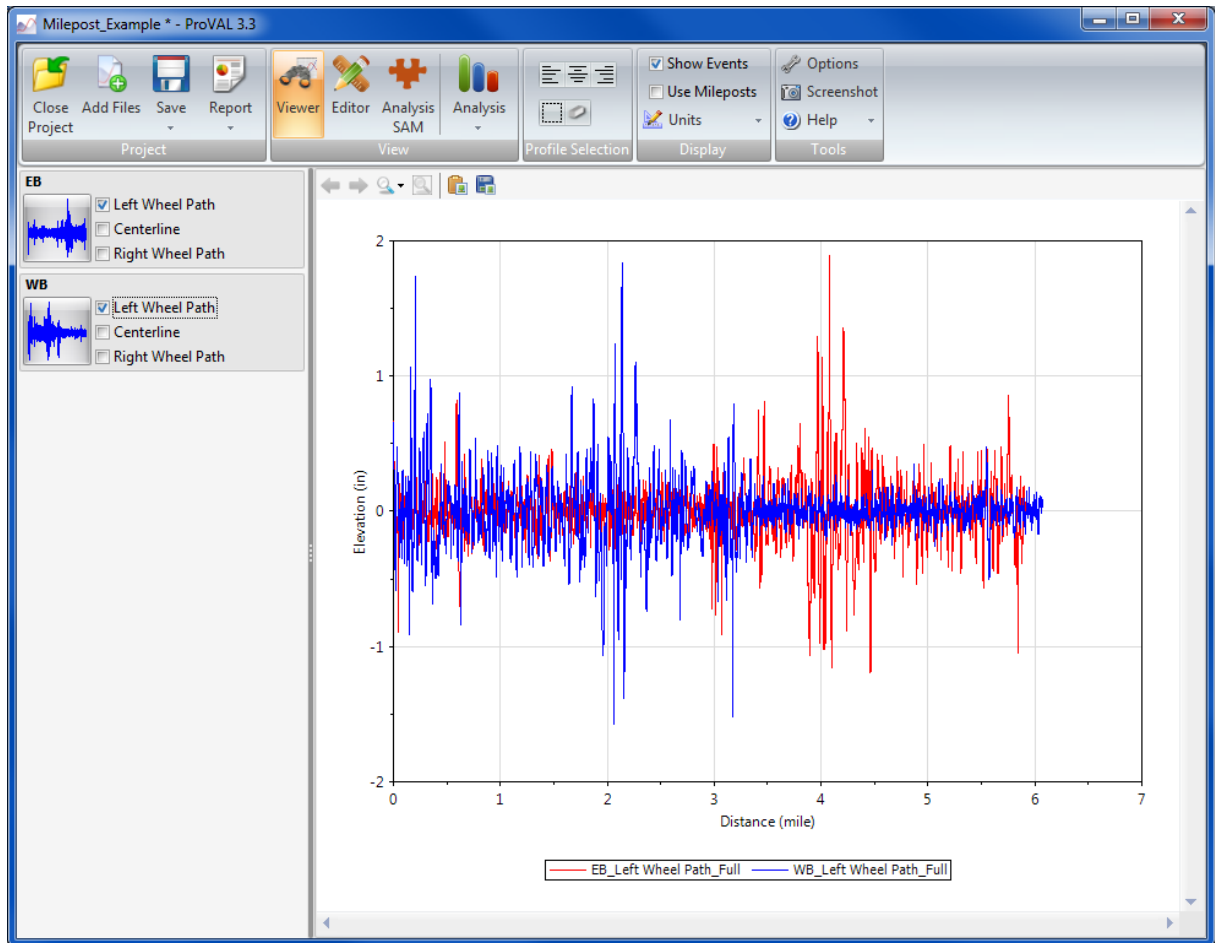 Milepost_Example * - ProVAL 3.3
Close Project
Add Files
Save
Report
Project
Viewer
Editor
Analysis SAM
Analysis
View
Profile Selection
Show Events
Use Mileposts
Units
Display
Options
Screenshot
Help
Tools
EB
Left Wheel Path
Centerline
Right Wheel Path
WB
Left Wheel Path
Centerline
Right Wheel Path
2
1
0
-1
-2
Elevation (in)
0 1 2 3 4 5 6 7
Distance (mile)
EB_Left Wheel Path_Full WB_Left Wheel Path_Full